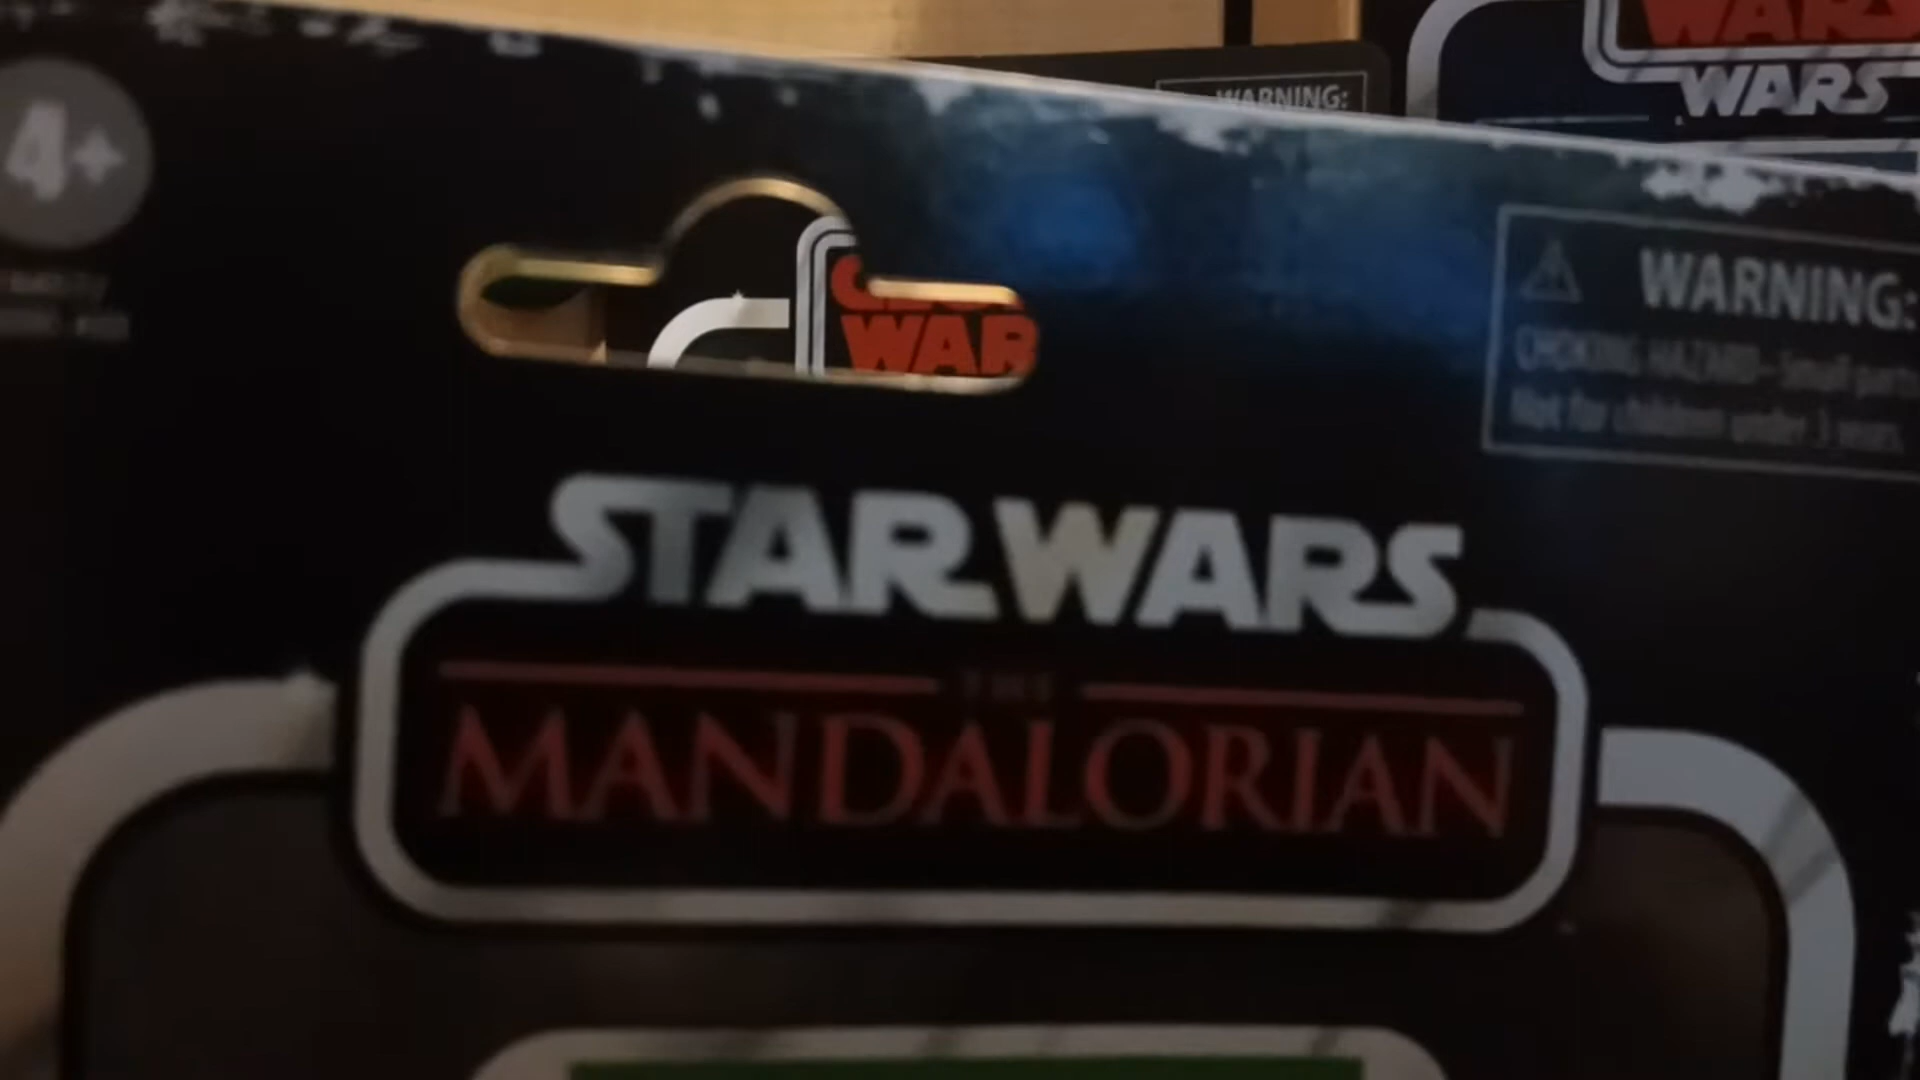 WARS
WARS
WARNING:
4+
WAR
WARNING:
CHOKING HAZARD-Small parts
Not for children under 3 years.
STAR WARS
THE
MANDALORIAN